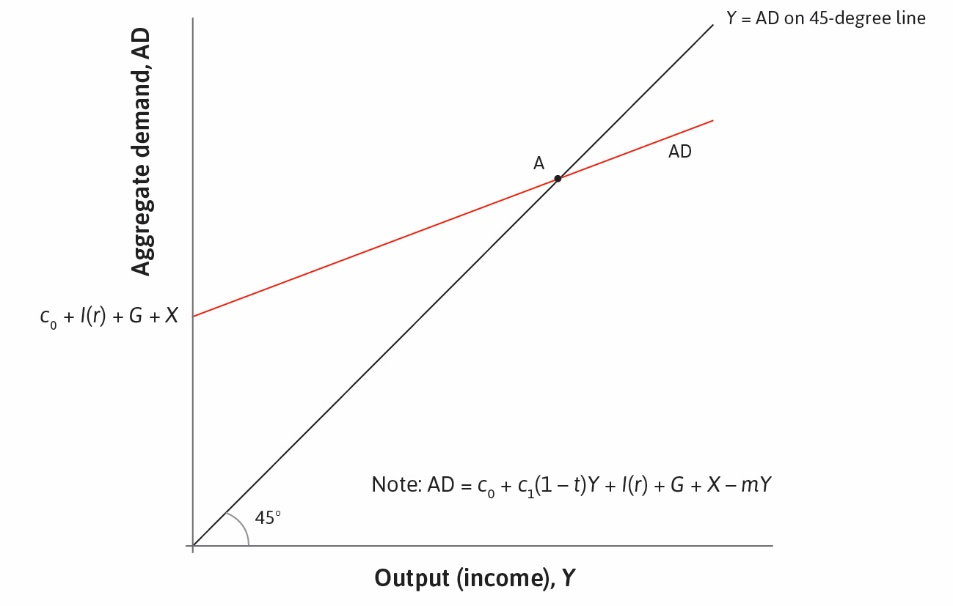 Y = AD on 45-degree line
Aggregate demand, AD
A
AD
c₀ + I(r) + G + X
Note: AD = c₀ + c₁(1 – t)Y + I(r) + G + X – mY
45°
Output (income), Y